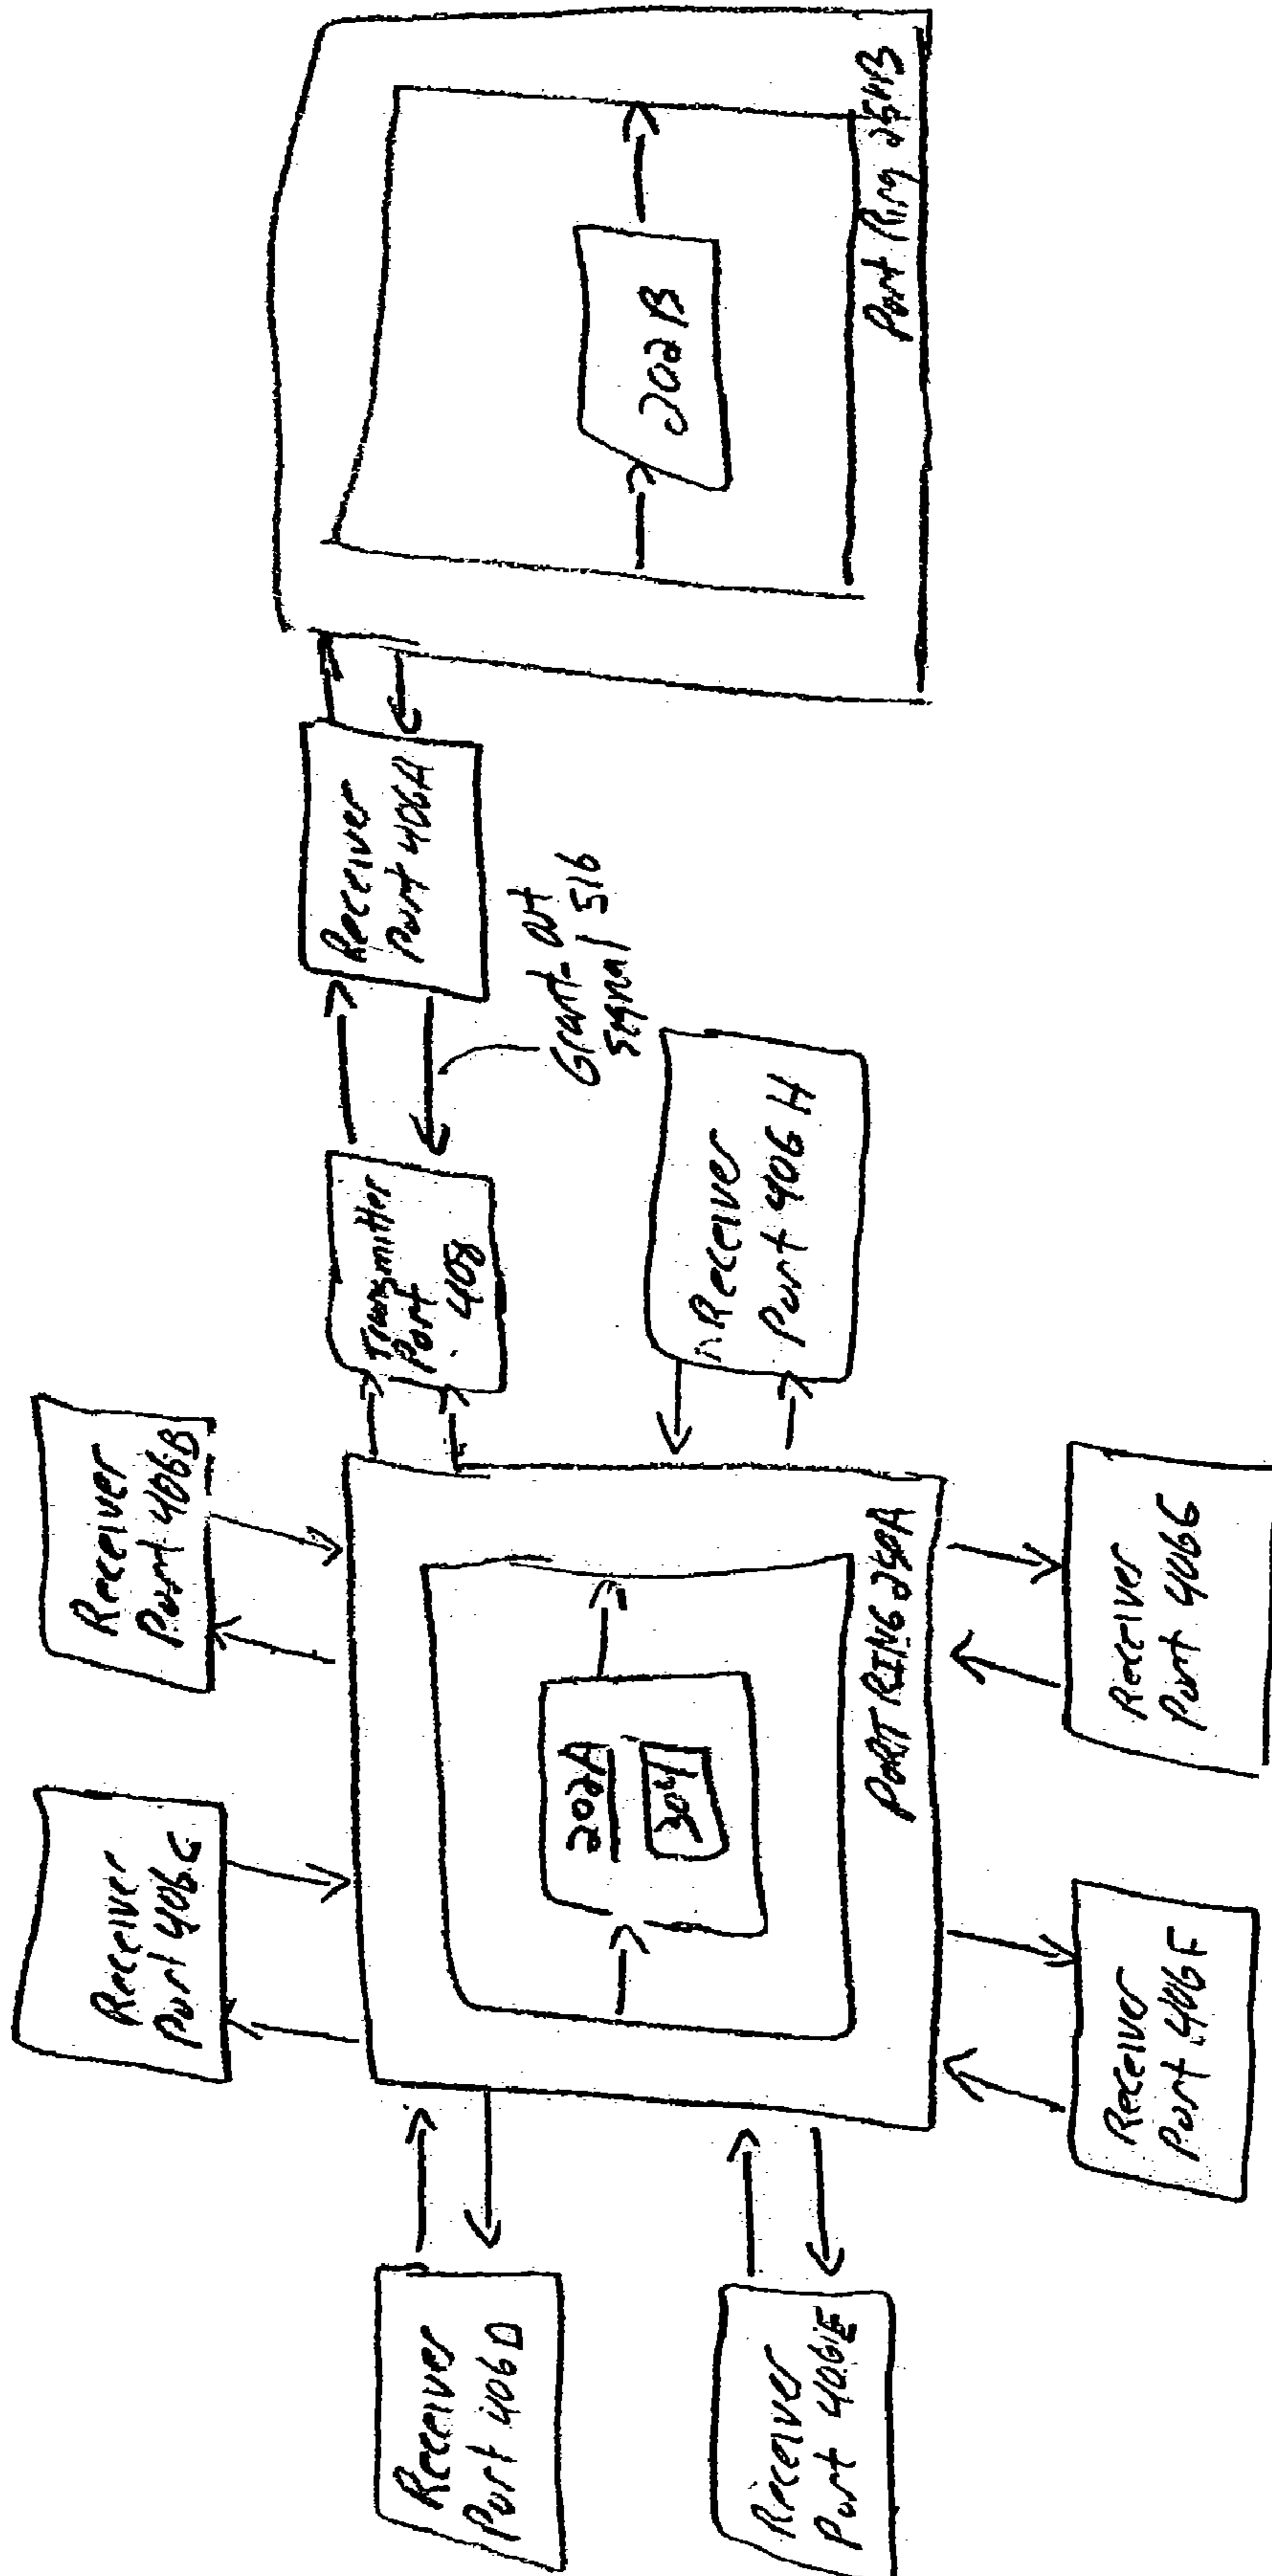 Receiver
Port 406C
Receiver
Port 406B
Receiver
Port 406D
Transmitter
Port
408
Receiver
Port 406A
Grant-out
signal 516
202A
304
202B
Receiver
Port 406E
Receiver
Port 406H
PORT RING
Port Ring
Receiver
Port 406F
Receiver
Port 406G